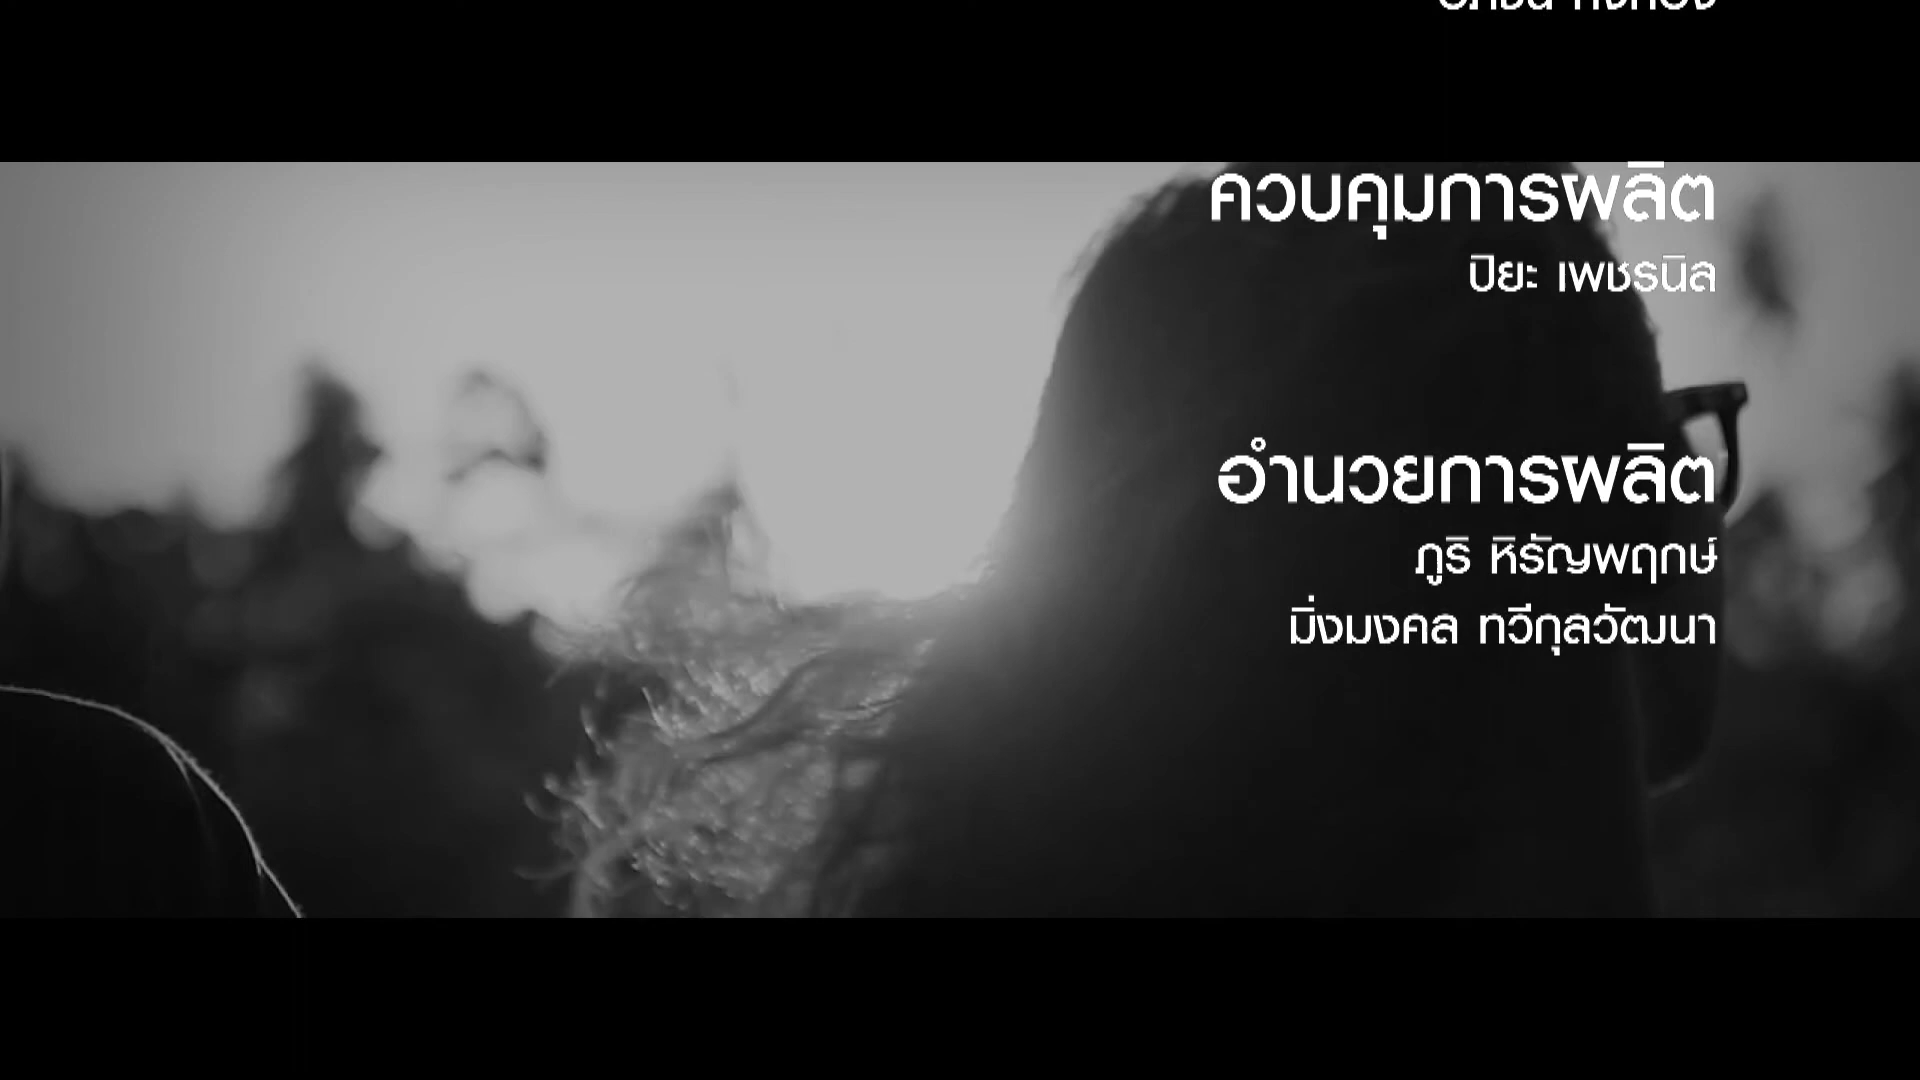 ควบคุมการผลิต
ปิยะ เพชรนิล
อำนวยการผลิต
ภูริ หิรัญพฤกษ์
มิ่งมงคล ทวีกุลวัฒนา